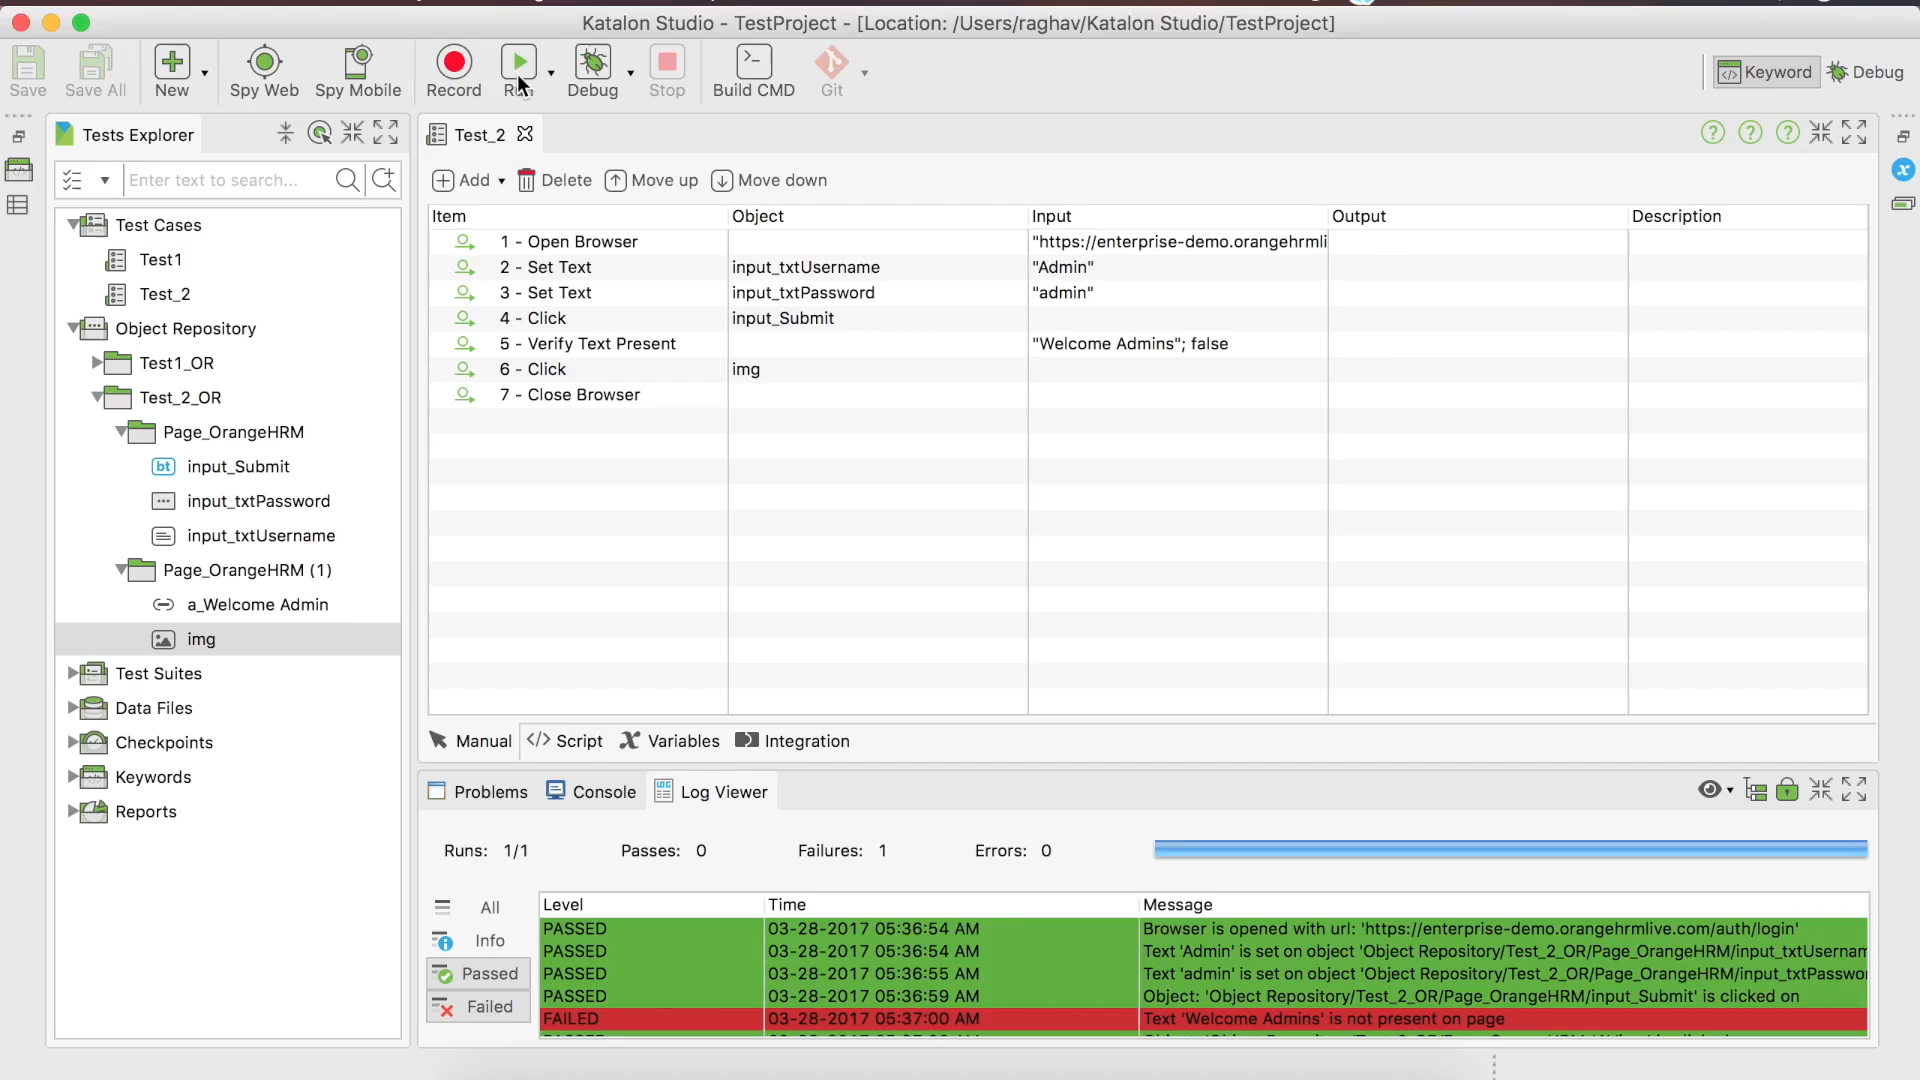 Katalon Studio - TestProject - [Location: /Users/raghav/Katalon Studio/TestProject]
Save Save All New Spy Web Spy Mobile Record Run Debug Stop Build CMD Git Keyword Debug
Tests Explorer
Enter text to search...
Test Cases
Test1
Test_2
Object Repository
Test1_OR
Test_2_OR
Page_OrangeHRM
bt input_Submit
input_txtPassword
input_txtUsername
Page_OrangeHRM (1)
a_Welcome Admin
img
Test Suites
Data Files
Checkpoints
Keywords
Reports
Test_2
Add Delete Move up Move down
Item Object Input Output Description
1 - Open Browser "https://enterprise-demo.orangehrmli
2 - Set Text input_txtUsername "Admin"
3 - Set Text input_txtPassword "admin"
4 - Click input_Submit
5 - Verify Text Present "Welcome Admins"; false
6 - Click img
7 - Close Browser
Manual Script Variables Integration
Problems Console Log Viewer
Runs: 1/1 Passes: 0 Failures: 1 Errors: 0
All
Info
Passed
Failed
Level Time Message
PASSED 03-28-2017 05:36:54 AM Browser is opened with url: 'https://enterprise-demo.orangehrmlive.com/auth/login'
PASSED 03-28-2017 05:36:54 AM Text 'Admin' is set on object 'Object Repository/Test_2_OR/Page_OrangeHRM/input_txtUsernam
PASSED 03-28-2017 05:36:55 AM Text 'admin' is set on object 'Object Repository/Test_2_OR/Page_OrangeHRM/input_txtPasswo
PASSED 03-28-2017 05:36:59 AM Object: 'Object Repository/Test_2_OR/Page_OrangeHRM/input_Submit' is clicked on
FAILED 03-28-2017 05:37:00 AM Text 'Welcome Admins' is not present on page